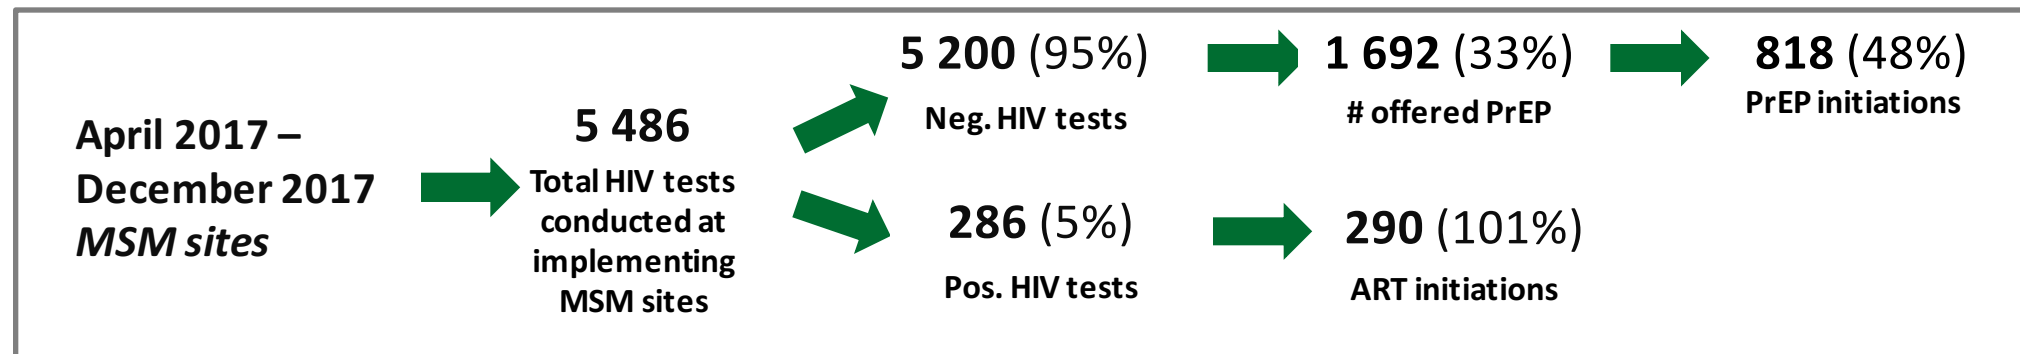 April 2017 –
December 2017
MSM sites
5 486
Total HIV tests
conducted at
implementing
MSM sites
5 200 (95%)
Neg. HIV tests
1 692 (33%)
# offered PrEP
818 (48%)
PrEP initiations
286 (5%)
Pos. HIV tests
290 (101%)
ART initiations